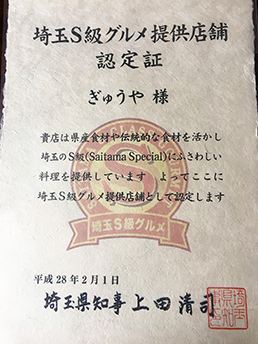 埼玉S級グルメ提供店舗
認定証
ぎゅうや 様
貴店は県産食材や伝統的な食材を活かし
埼玉のS級(Saitama Special)にふさわしい
料理を提供しています よってここに
埼玉S級グルメ提供店舗として認定します
埼玉S級グルメ
平成28年2月1日
埼玉県知事 上田清司